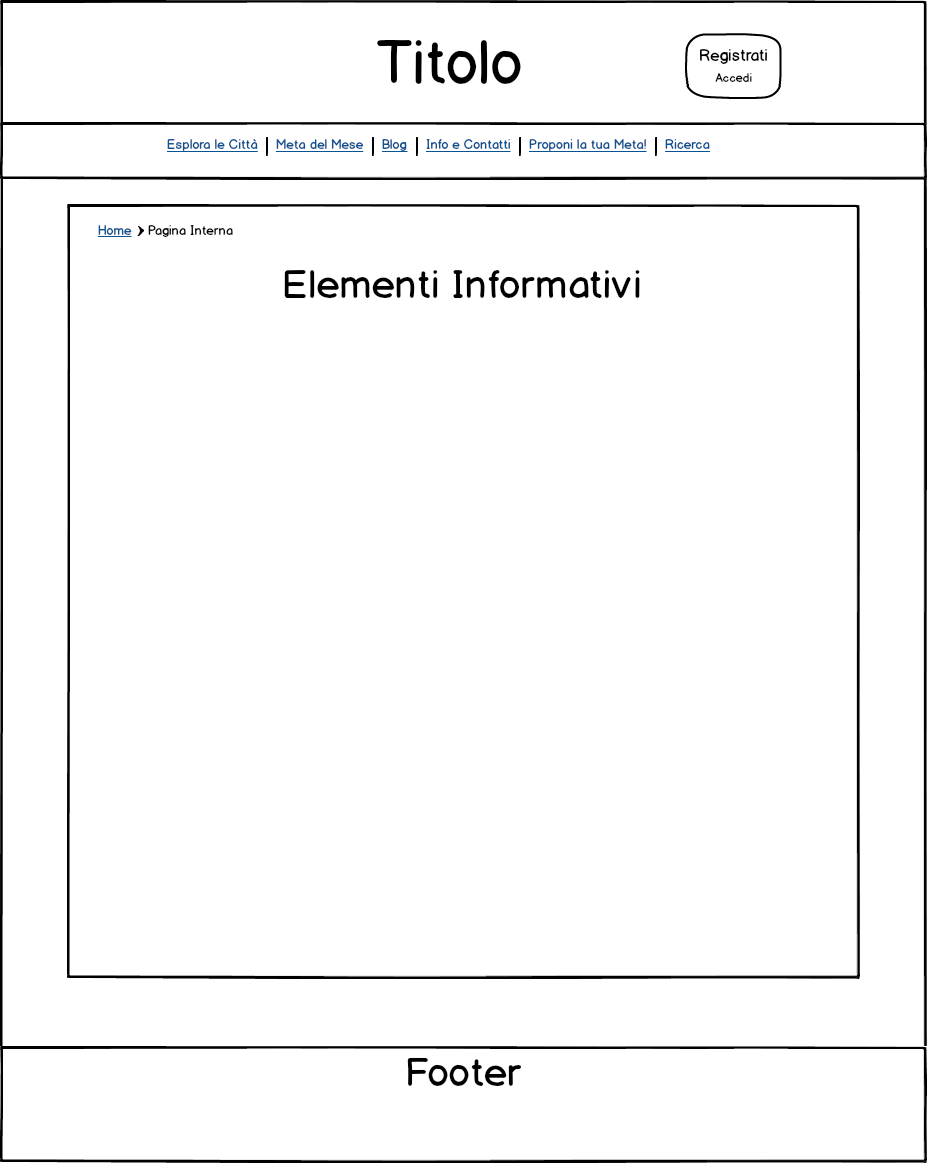 Titolo
Registrati
Accedi
Esplora le Città | Meta del Mese | Blog | Info e Contatti | Proponi la tua Meta! | Ricerca
Home > Pagina Interna
Elementi Informativi
Footer